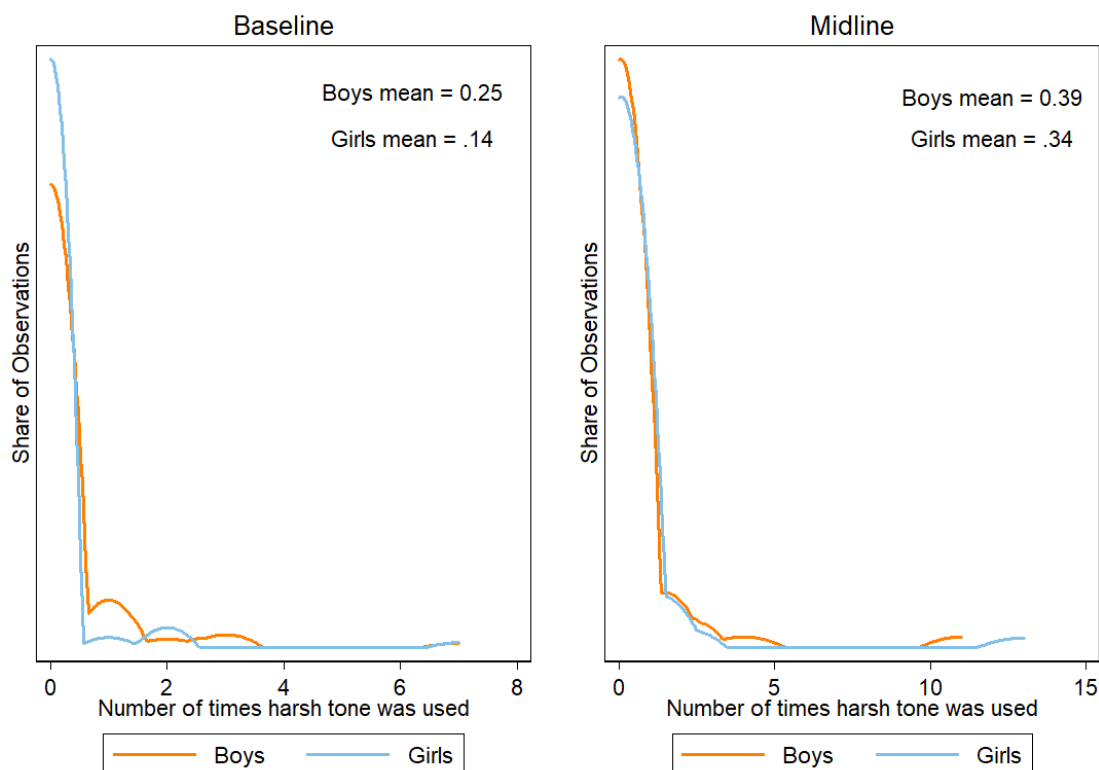 Baseline
Boys mean = 0.25
Girls mean = .14
Share of Observations
0 2 4 6 8
Number of times harsh tone was used
Boys Girls
Midline
Boys mean = 0.39
Girls mean = .34
Share of Observations
0 5 10 15
Number of times harsh tone was used
Boys Girls